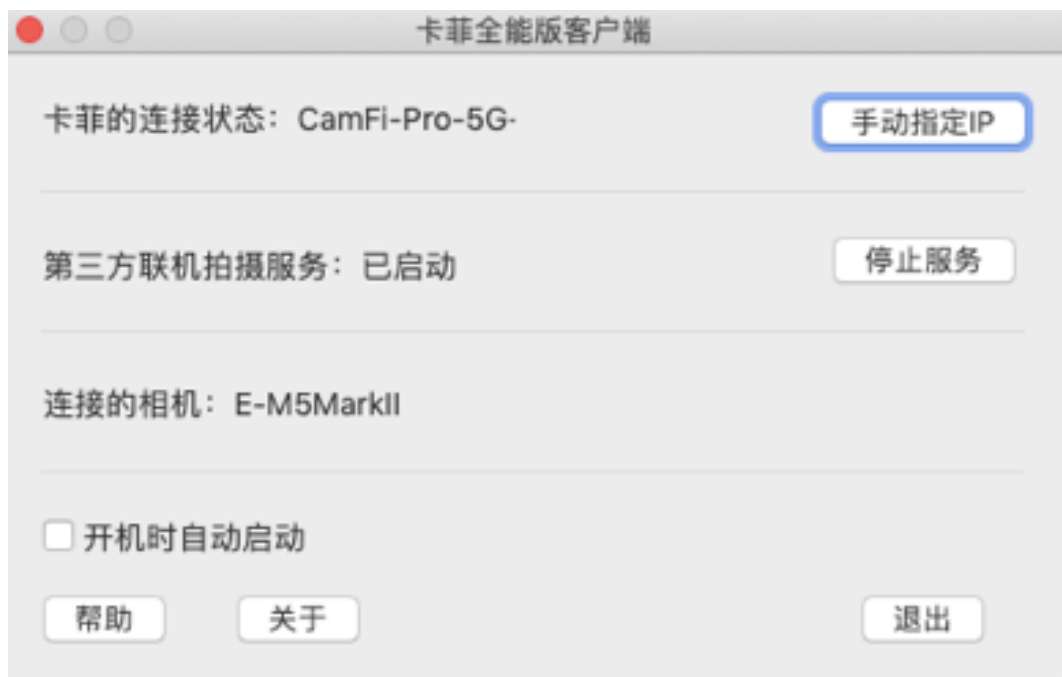 卡菲全能版客户端
卡菲的连接状态：CamFi-Pro-5G- 手动指定IP
第三方联机拍摄服务：已启动 停止服务
连接的相机：E-M5MarkII
开机时自动启动
帮助 关于 退出